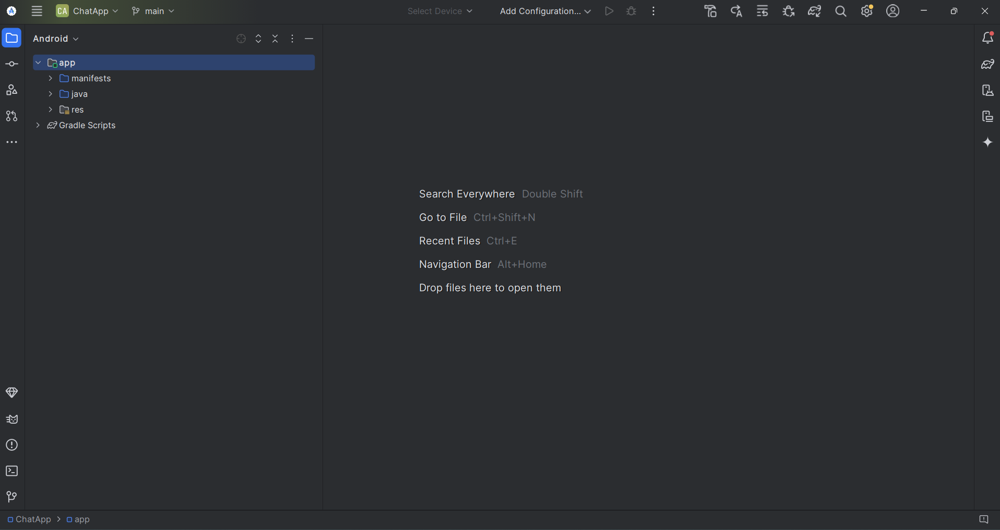 CA ChatApp main Select Device Add Configuration...
Android
app
manifests
java
res
Gradle Scripts
Search Everywhere Double Shift
Go to File Ctrl+Shift+N
Recent Files Ctrl+E
Navigation Bar Alt+Home
Drop files here to open them
ChatApp > app